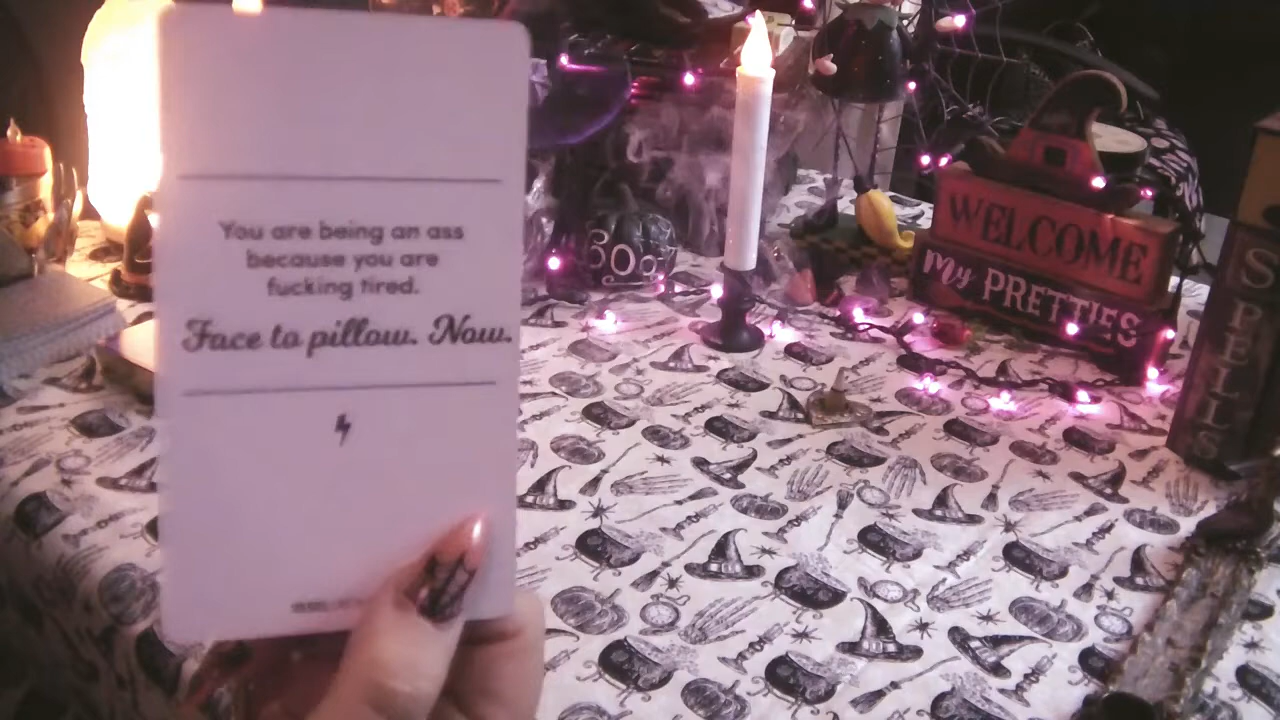 You are being an ass
because you are
fucking tired.
Face to pillow. Now.
WELCOME
My PRETTIES
SPELLS